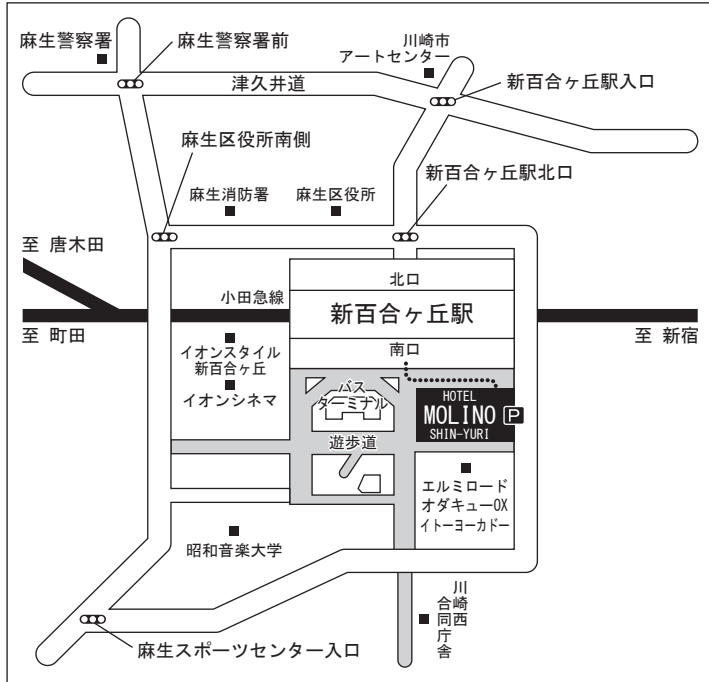 麻生警察署
麻生警察署前
川崎市
アートセンター
津久井道
新百合ヶ丘駅入口
麻生区役所南側
新百合ヶ丘駅北口
麻生消防署
麻生区役所
至 唐木田
北口
小田急線
新百合ヶ丘駅
至 町田
至 新宿
南口
イオンスタイル
新百合ヶ丘
イオンシネマ
バス
ターミナル
HOTEL
MOLINO
SHIN-YURI
P
遊歩道
エルミロード
オダキューOX
イトーヨーカドー
昭和音楽大学
川崎西
合同庁舎
麻生スポーツセンター入口